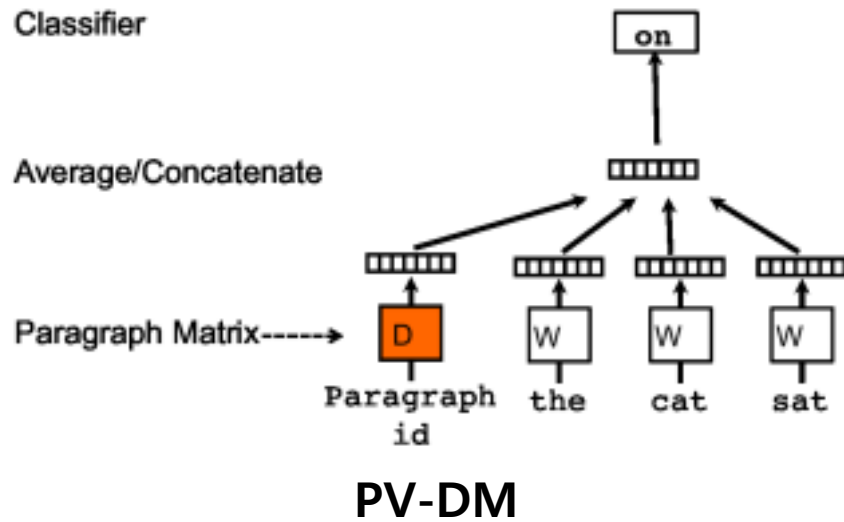 Classifier
on
Average/Concatenate
Paragraph Matrix----->
D
W
W
W
Paragraph
id
the
cat
sat
PV-DM